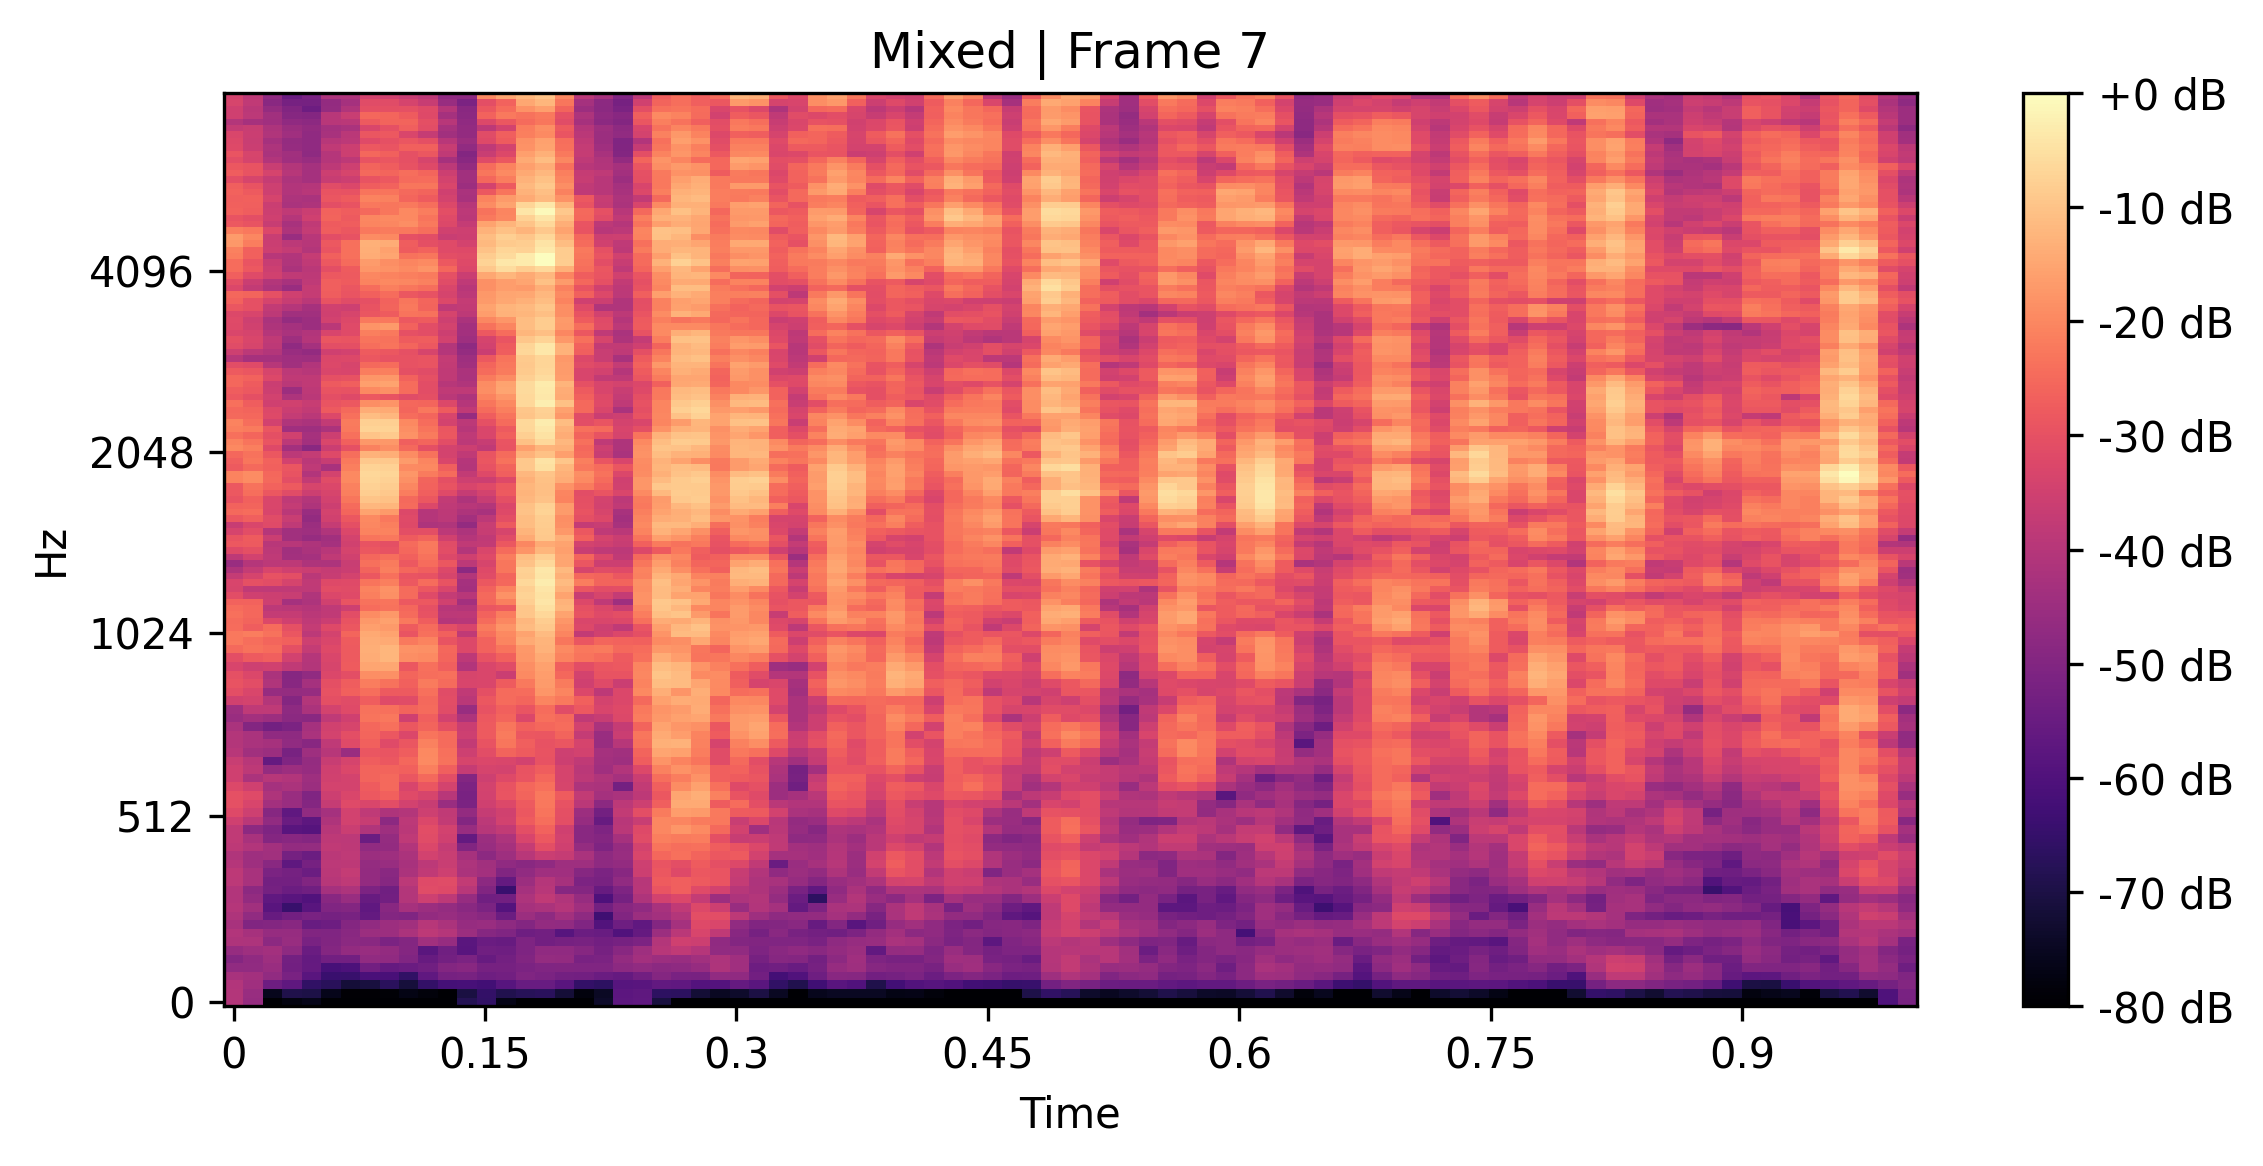 Mixed | Frame 7
Hz
4096
2048
1024
512
0
0 0.15 0.3 0.45 0.6 0.75 0.9
Time
+0 dB
-10 dB
-20 dB
-30 dB
-40 dB
-50 dB
-60 dB
-70 dB
-80 dB